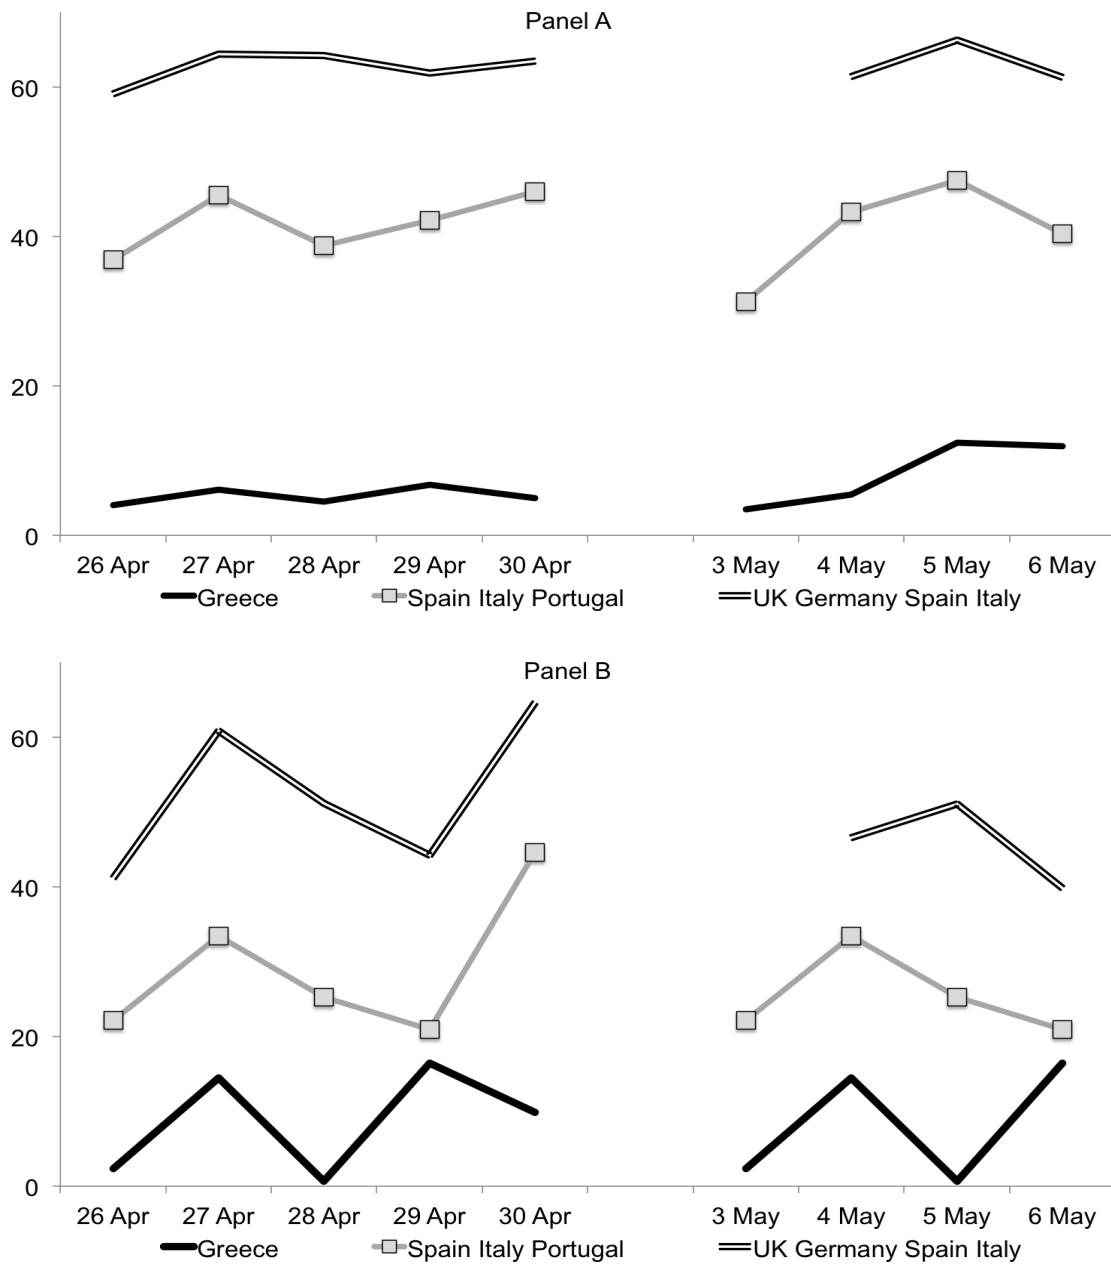 Panel A
60
40
20
0
26 Apr 27 Apr 28 Apr 29 Apr 30 Apr 3 May 4 May 5 May 6 May
Greece Spain Italy Portugal UK Germany Spain Italy
Panel B
60
40
20
0
26 Apr 27 Apr 28 Apr 29 Apr 30 Apr 3 May 4 May 5 May 6 May
Greece Spain Italy Portugal UK Germany Spain Italy